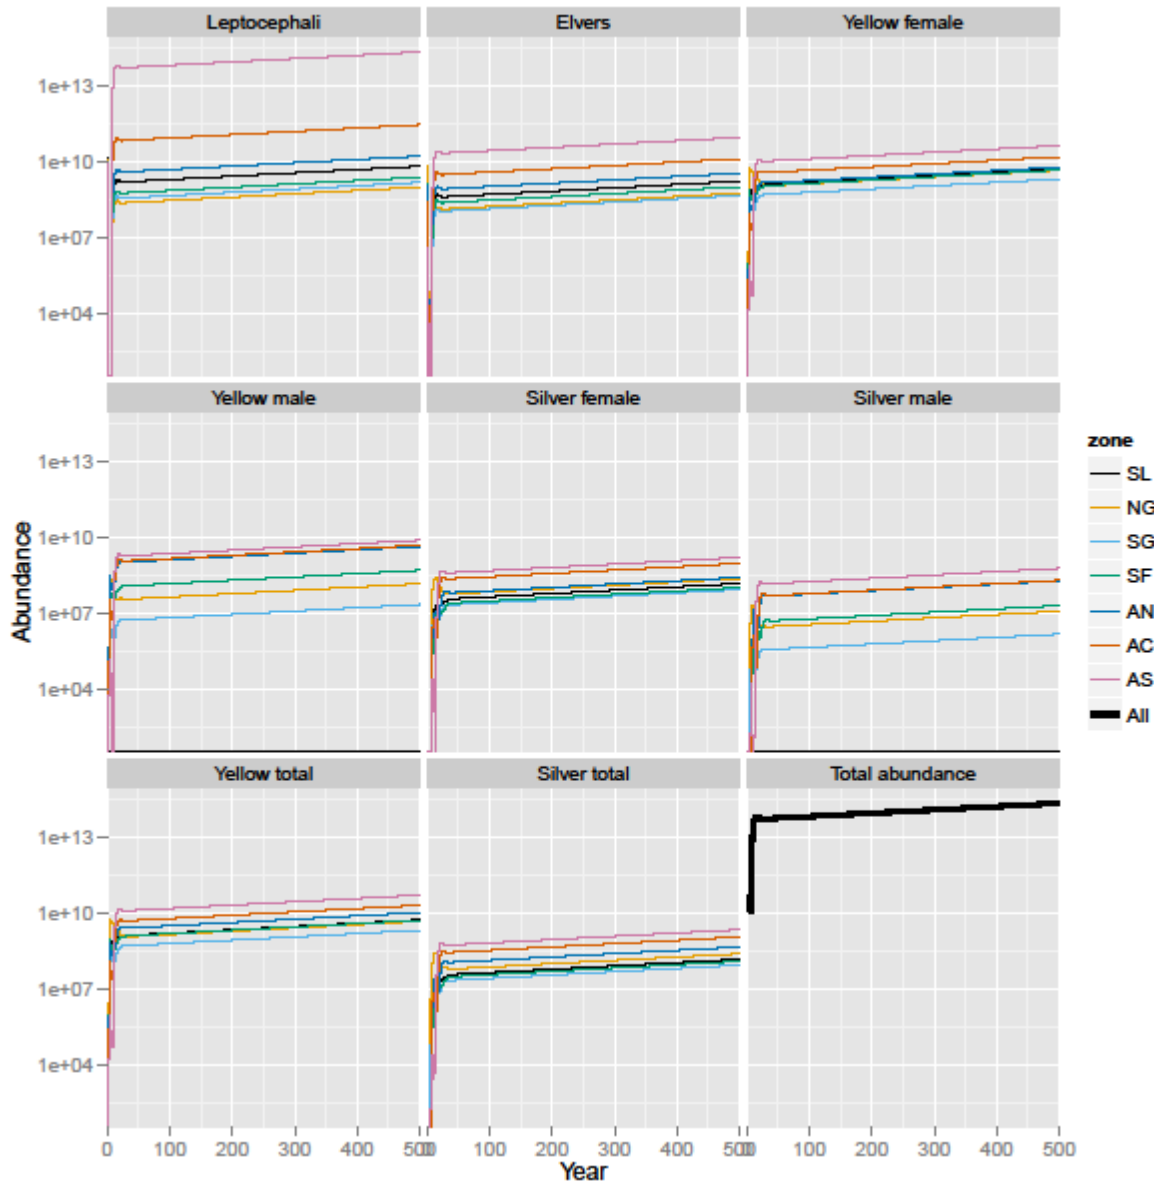 Leptocephali Elvers Yellow female
1e+13
1e+10
1e+07
1e+04
Yellow male Silver female Silver male
1e+13
1e+10
1e+07
1e+04
Yellow total Silver total Total abundance
1e+13
1e+10
1e+07
1e+04
0 100 200 300 400 500 0 100 200 300 400 500 0 100 200 300 400 500
Year
Abundance
zone
SL
NG
SG
SF
AN
AC
AS
All